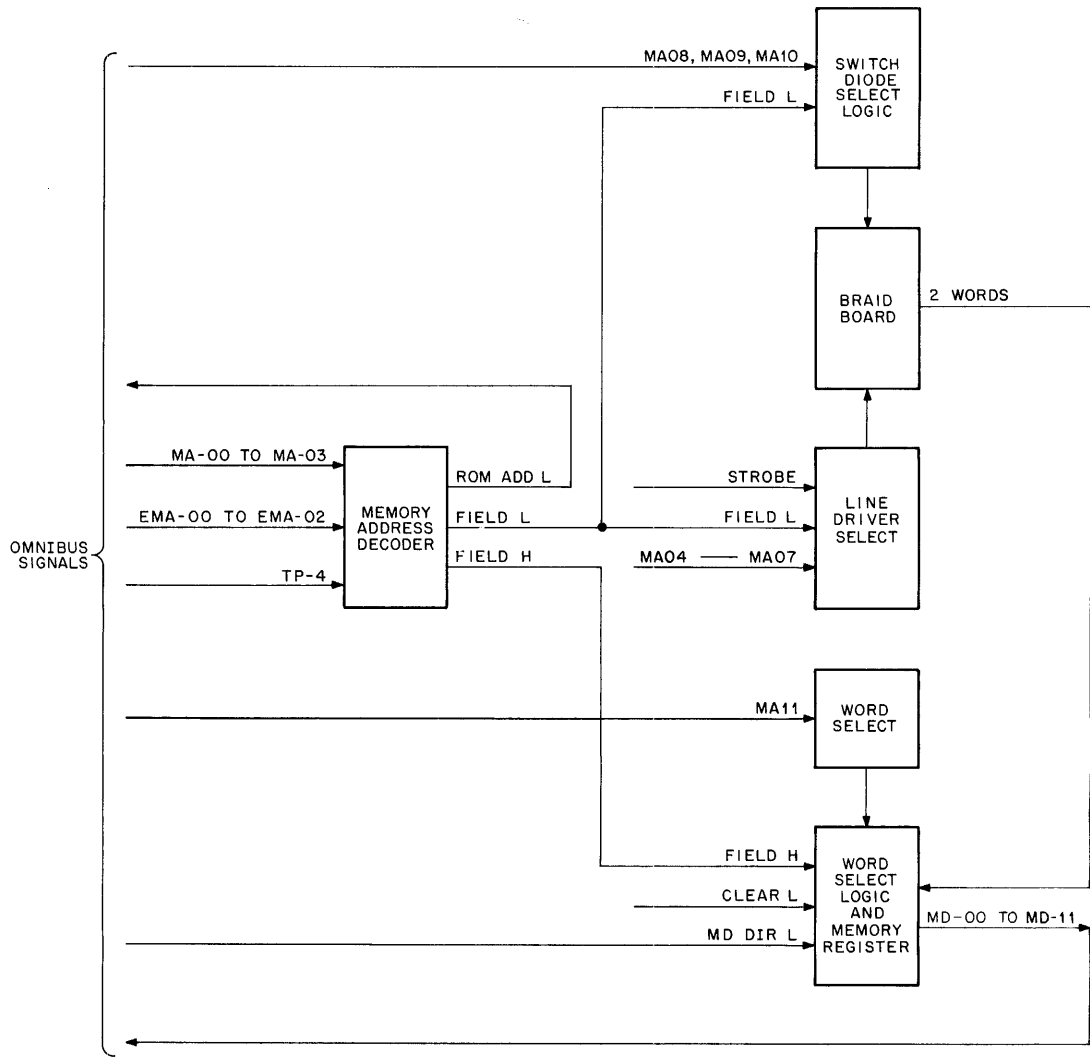 MA08, MA09, MA10
SWITCH
DIODE
SELECT
LOGIC
FIELD L
BRAID
BOARD
2 WORDS
MA-00 TO MA-03
EMA-00 TO EMA-02
TP-4
MEMORY
ADDRESS
DECODER
ROM ADD L
FIELD L
FIELD H
STROBE
FIELD L
MA04 — MA07
LINE
DRIVER
SELECT
OMNIBUS
SIGNALS
MA11
WORD
SELECT
FIELD H
CLEAR L
MD DIR L
WORD
SELECT
LOGIC
AND
MEMORY
REGISTER
MD-00 TO MD-11